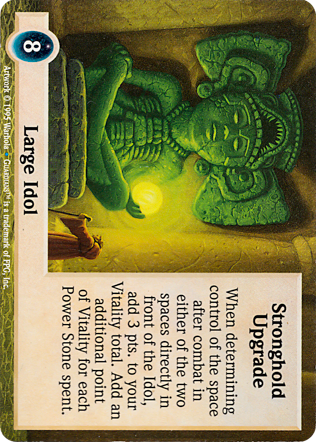 8
Large Idol
Stronghold
Upgrade
When determining
control of the space
after combat in
either of the two
spaces directly in
front of the Idol,
add 3 pts. to your
Vitality total. Add an
additional point
of Vitality for each
Power Stone spent.
Artwork © 1995 Warhola - Guardians™ is a trademark of FPG, Inc.